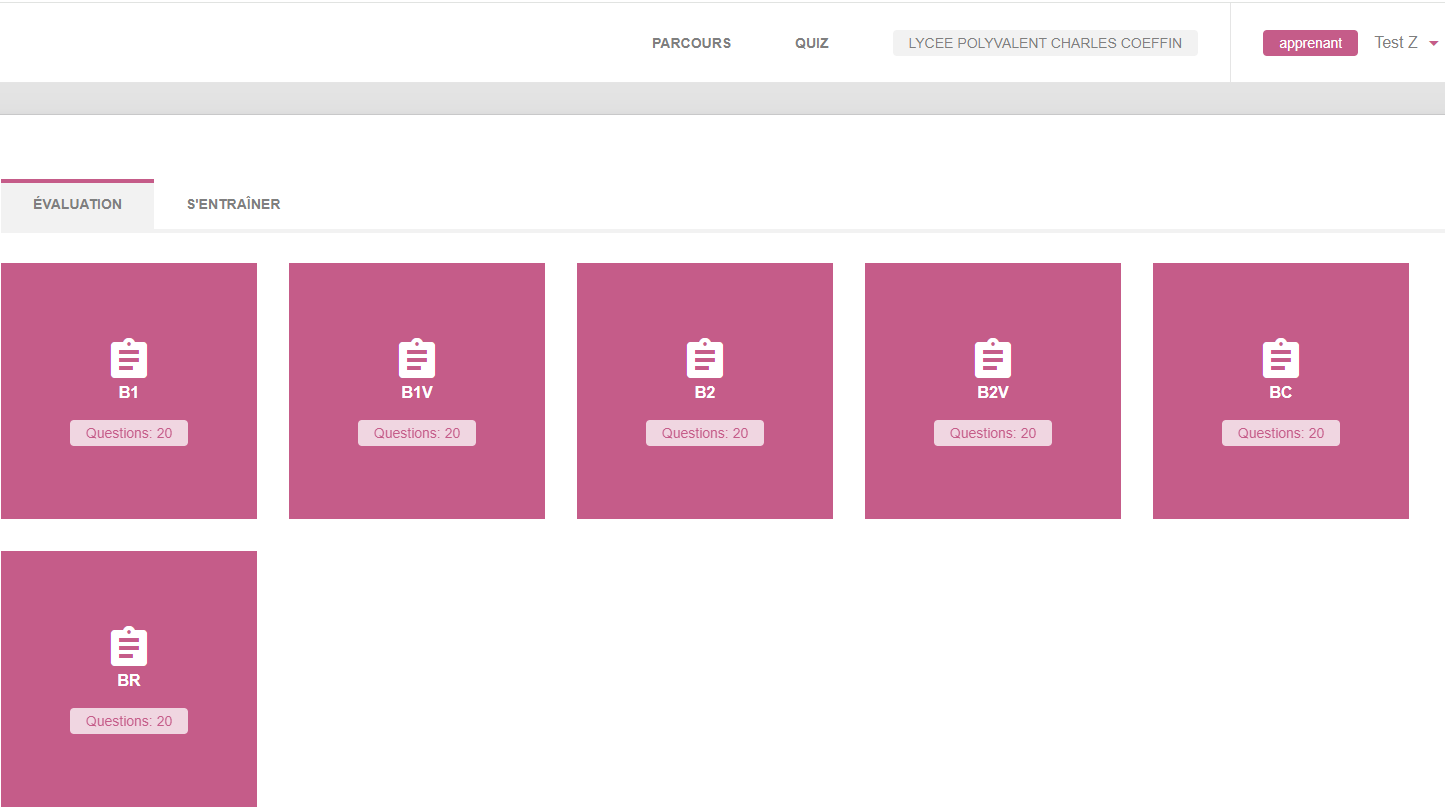 PARCOURS QUIZ LYCEE POLYVALENT CHARLES COEFFIN apprenant Test Z
ÉVALUATION S'ENTRAÎNER
B1 B1V B2 B2V BC
Questions: 20 Questions: 20 Questions: 20 Questions: 20 Questions: 20
BR
Questions: 20